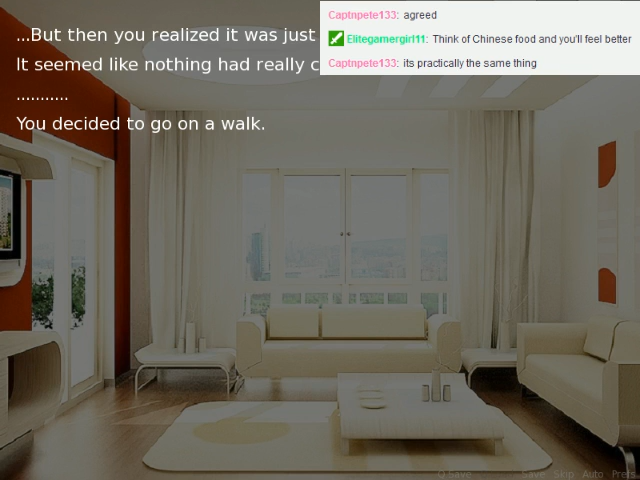 ...But then you realized it was just
It seemed like nothing had really c
...........
You decided to go on a walk.
Captnpete133: agreed
Elitegamergirl11: Think of Chinese food and you'll feel better
Captnpete133: its practically the same thing
Q.Save Save Skip Auto Prefs